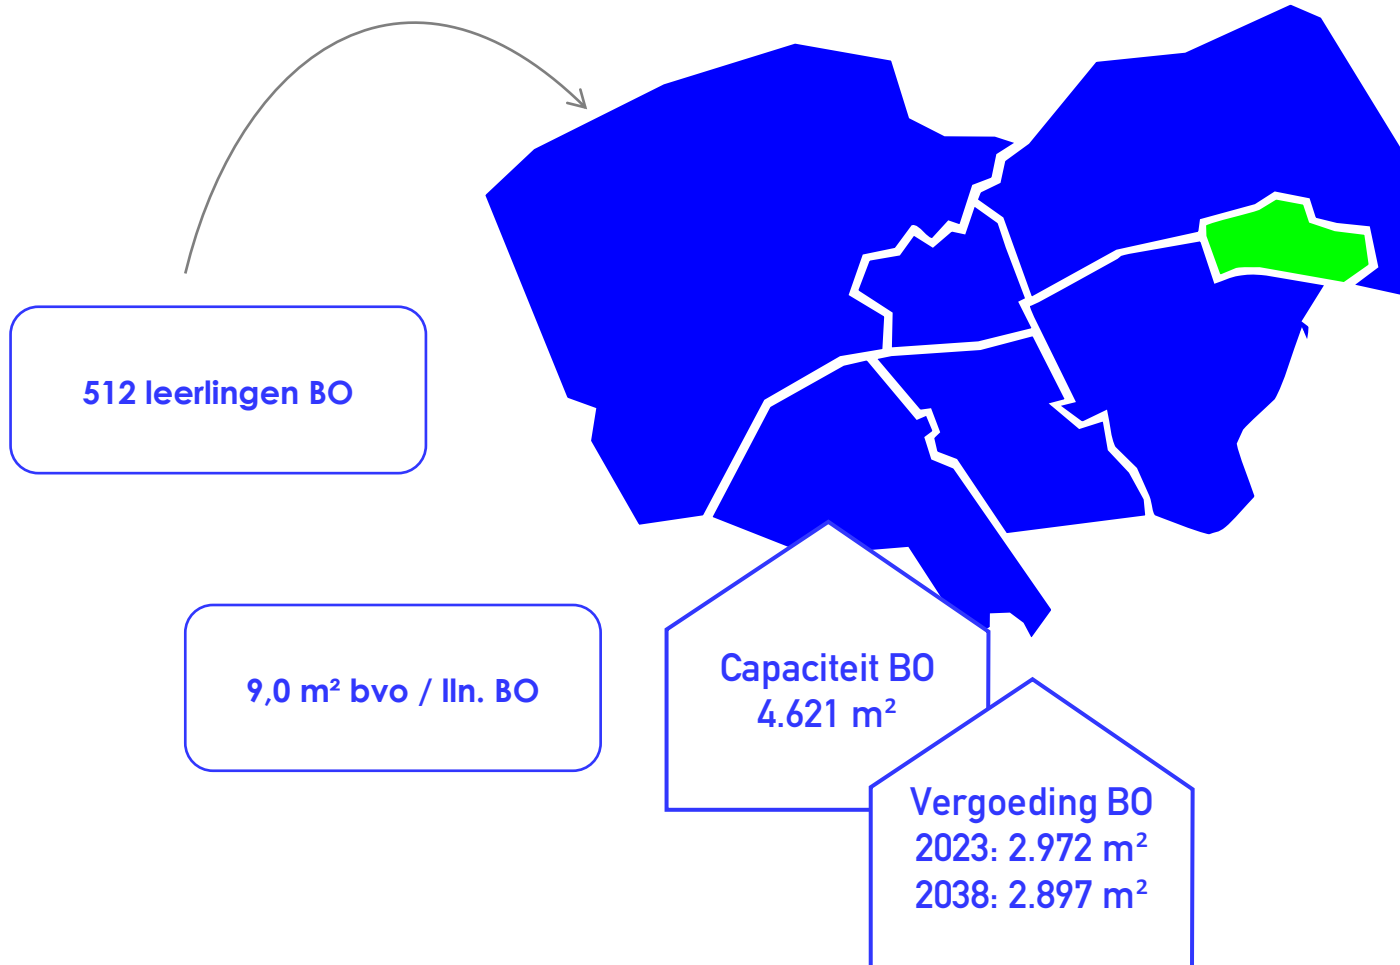 512 leerlingen BO
9,0 m² bvo / lln. BO
Capaciteit BO
4.621 m²
Vergoeding BO
2023: 2.972 m²
2038: 2.897 m²